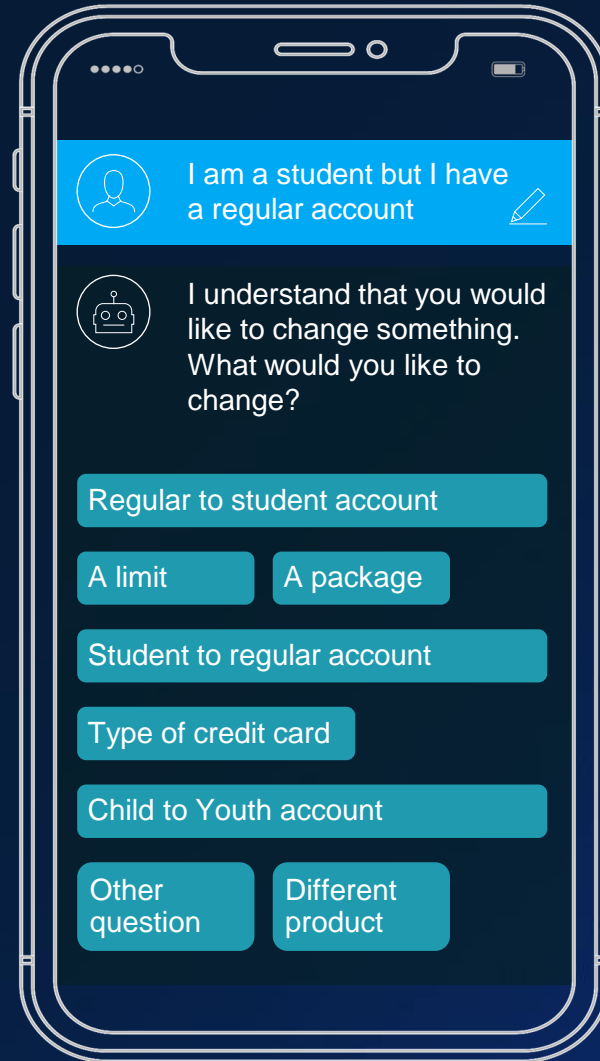 I am a student but I have
a regular account
I understand that you would
like to change something.
What would you like to
change?
Regular to student account
A limit
A package
Student to regular account
Type of credit card
Child to Youth account
Other
question
Different
product